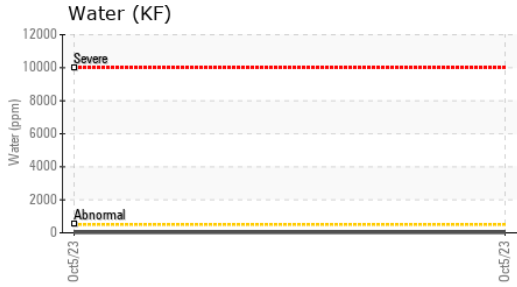 Water (KF)
12000
Severe
10000
8000
6000
4000
2000
Abnormal
0
Water (ppm)
Oct5/23
Oct5/23